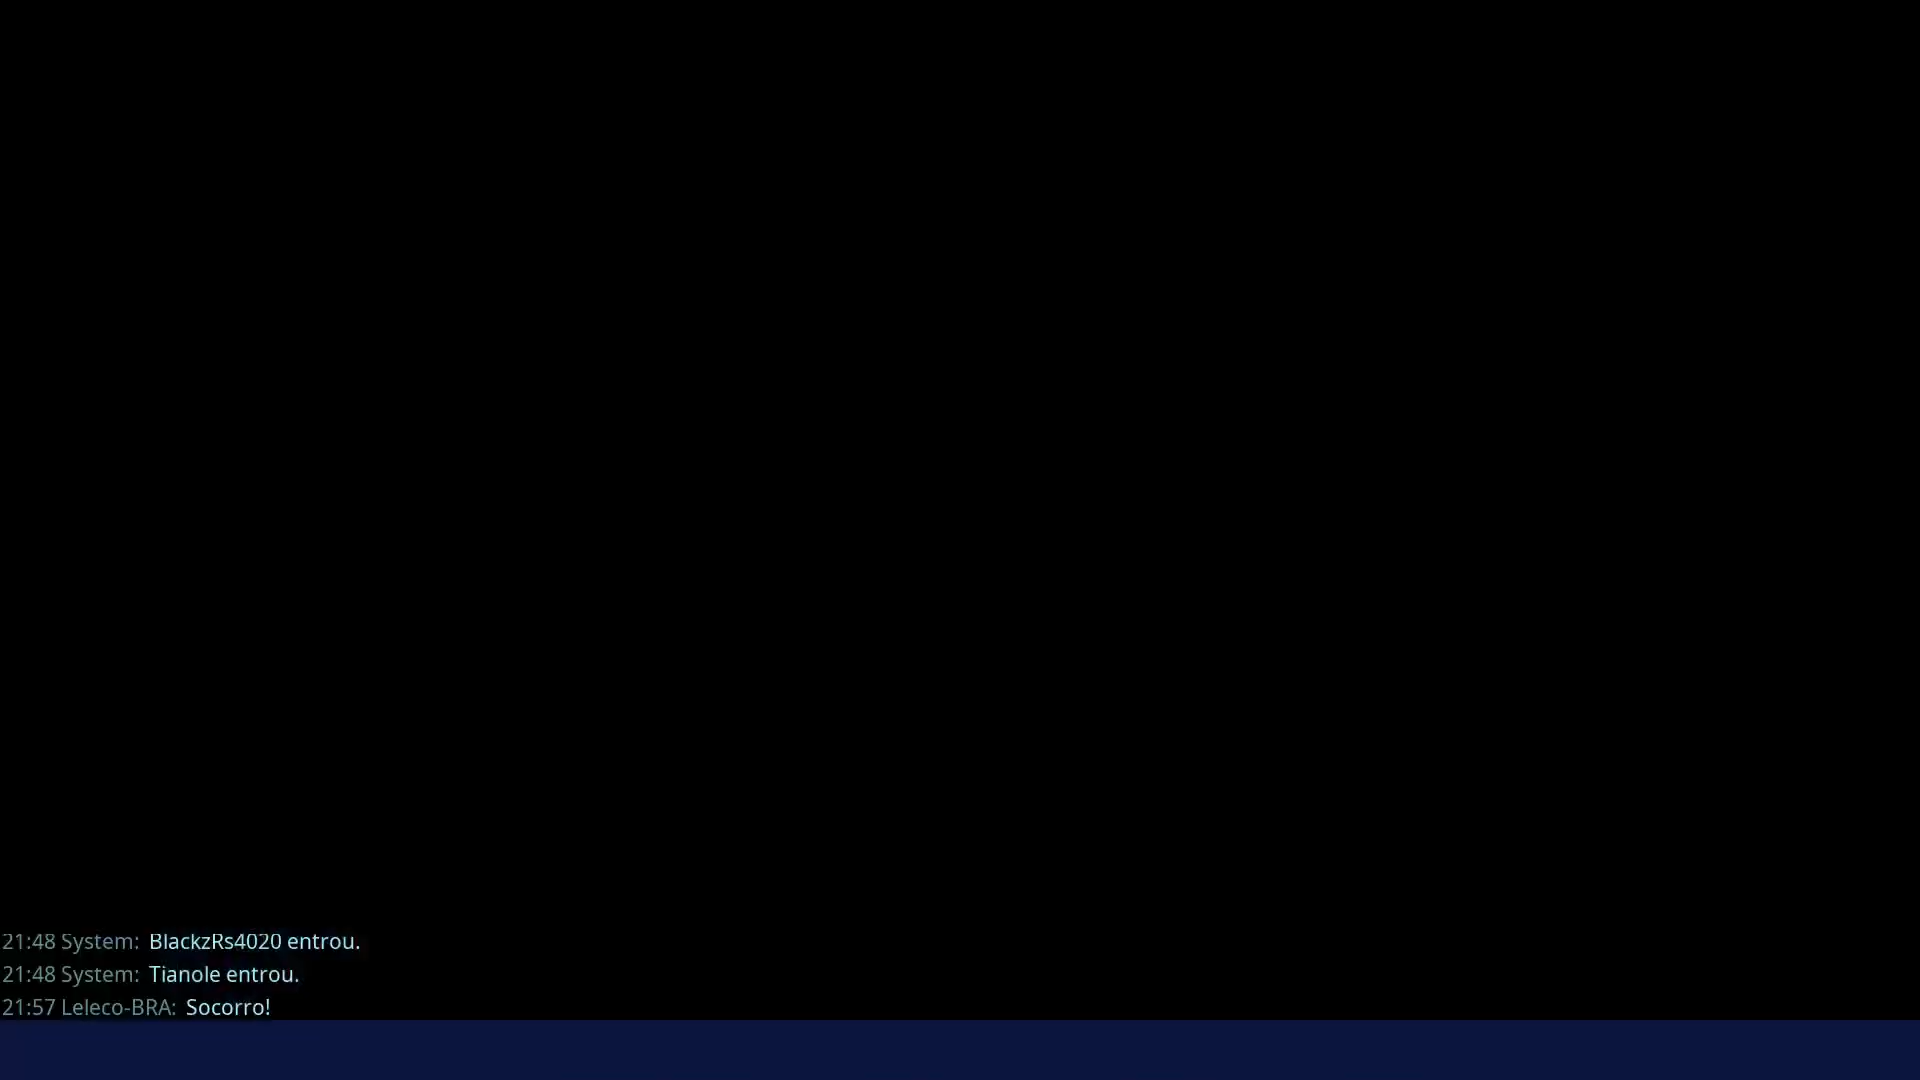 21:48 System: BlackzRs4020 entrou.
21:48 System: Tianole entrou.
21:57 Leleco-BRA: Socorro!